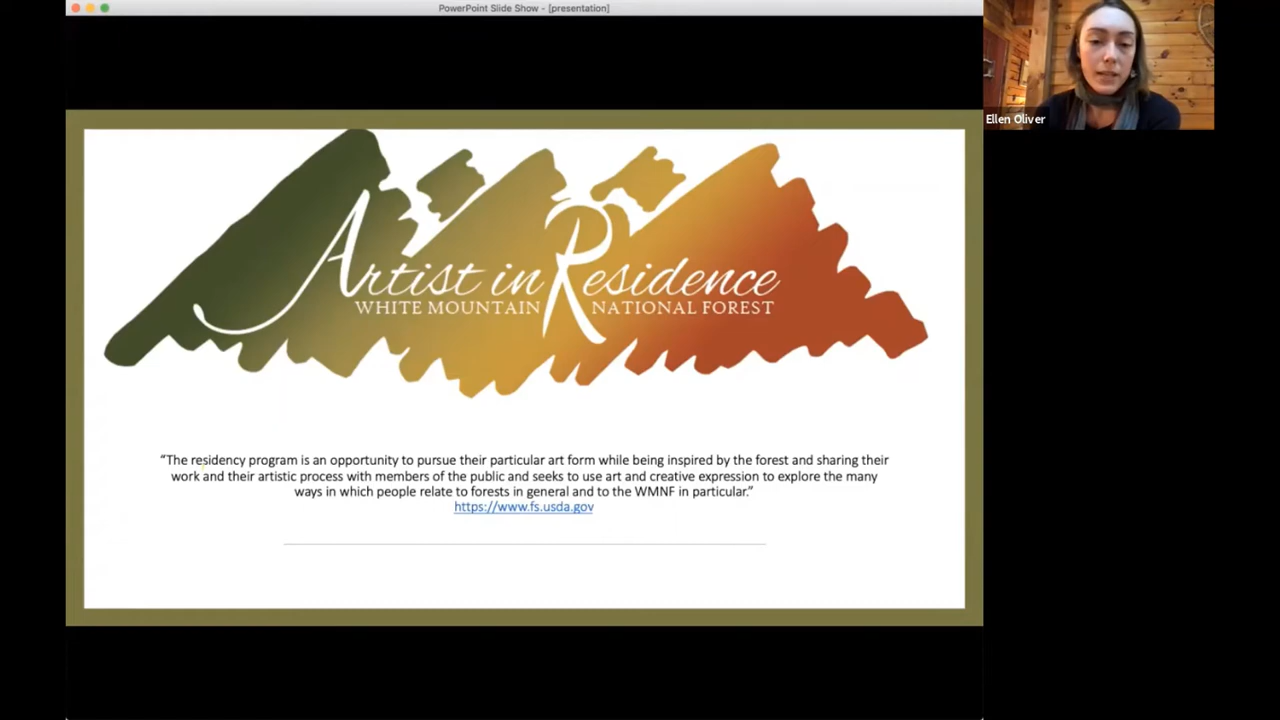 PowerPoint Slide Show - [presentation]
Ellen Oliver
Artist in Residence
WHITE MOUNTAIN NATIONAL FOREST
“The residency program is an opportunity to pursue their particular art form while being inspired by the forest and sharing their
work and their artistic process with members of the public and seeks to use art and creative expression to explore the many
ways in which people relate to forests in general and to the WMNF in particular.”
https://www.fs.usda.gov